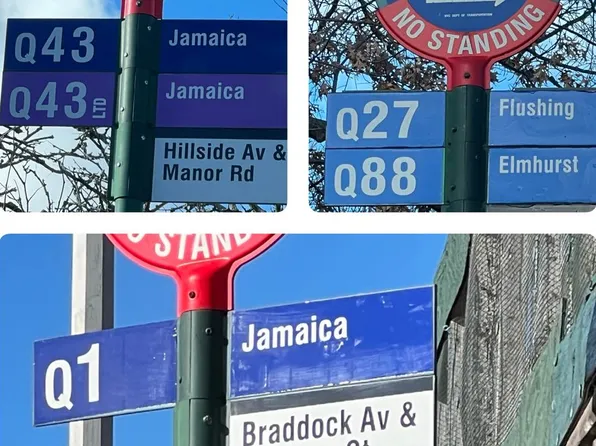 Q43
Jamaica
Q43 LTD
Jamaica
Hillside Av &
Manor Rd
NO STANDING
Q27
Flushing
Q88
Elmhurst
STAND
Q1
Jamaica
Braddock Av &